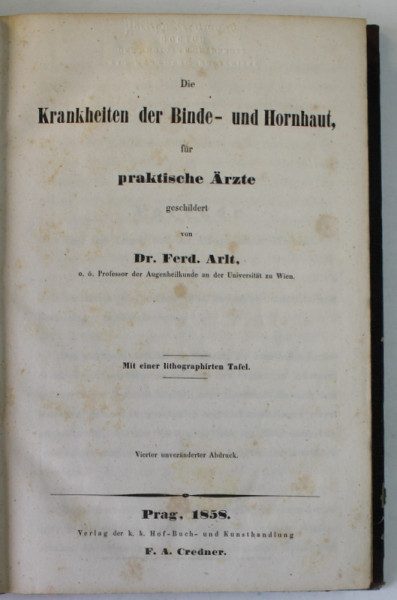 Die
Krankheiten der Binde- und Hornhaut,
für
praktische Ärzte
geschildert
von
Dr. Ferd. Arlt,
o. ö. Professor der Augenheilkunde an der Universität zu Wien.
Mit einer lithographirten Tafel.
Vierter unveränderter Abdruck.
Prag, 1858.
Verlag der k. k. Hof-Buch- und Kunsthandlung
F. A. Credner.